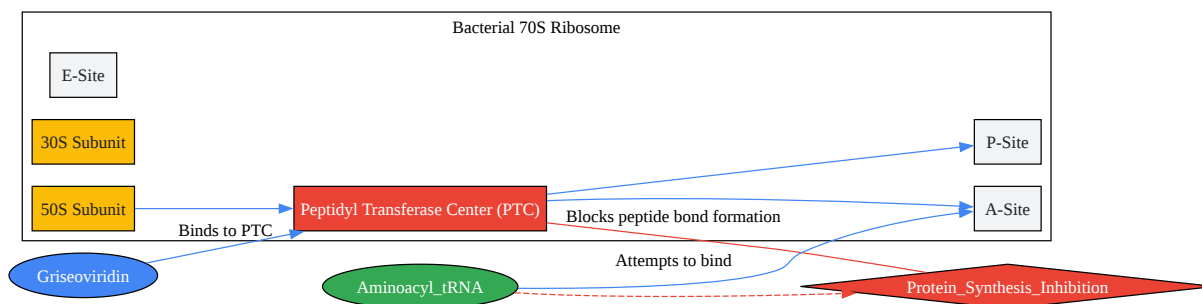 Bacterial 70S Ribosome
E-Site
30S Subunit
P-Site
50S Subunit
Peptidyl Transferase Center (PTC)
A-Site
Blocks peptide bond formation
Binds to PTC
Attempts to bind
Griseoviridin
Aminoacyl_tRNA
Protein_Synthesis_Inhibition